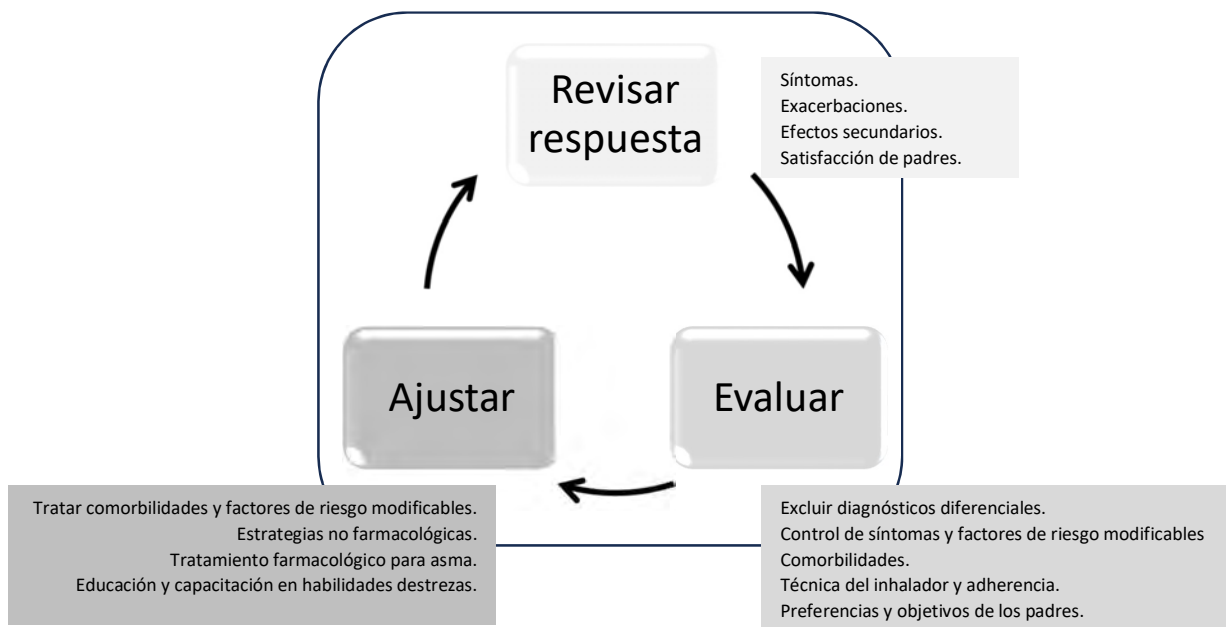 Revisar
respuesta
Síntomas.
Exacerbaciones.
Efectos secundarios.
Satisfacción de padres.
Ajustar
Evaluar
Tratar comorbilidades y factores de riesgo modificables.
Estrategias no farmacológicas.
Tratamiento farmacológico para asma.
Educación y capacitación en habilidades destrezas.
Excluir diagnósticos diferenciales.
Control de síntomas y factores de riesgo modificables
Comorbilidades.
Técnica del inhalador y adherencia.
Preferencias y objetivos de los padres.